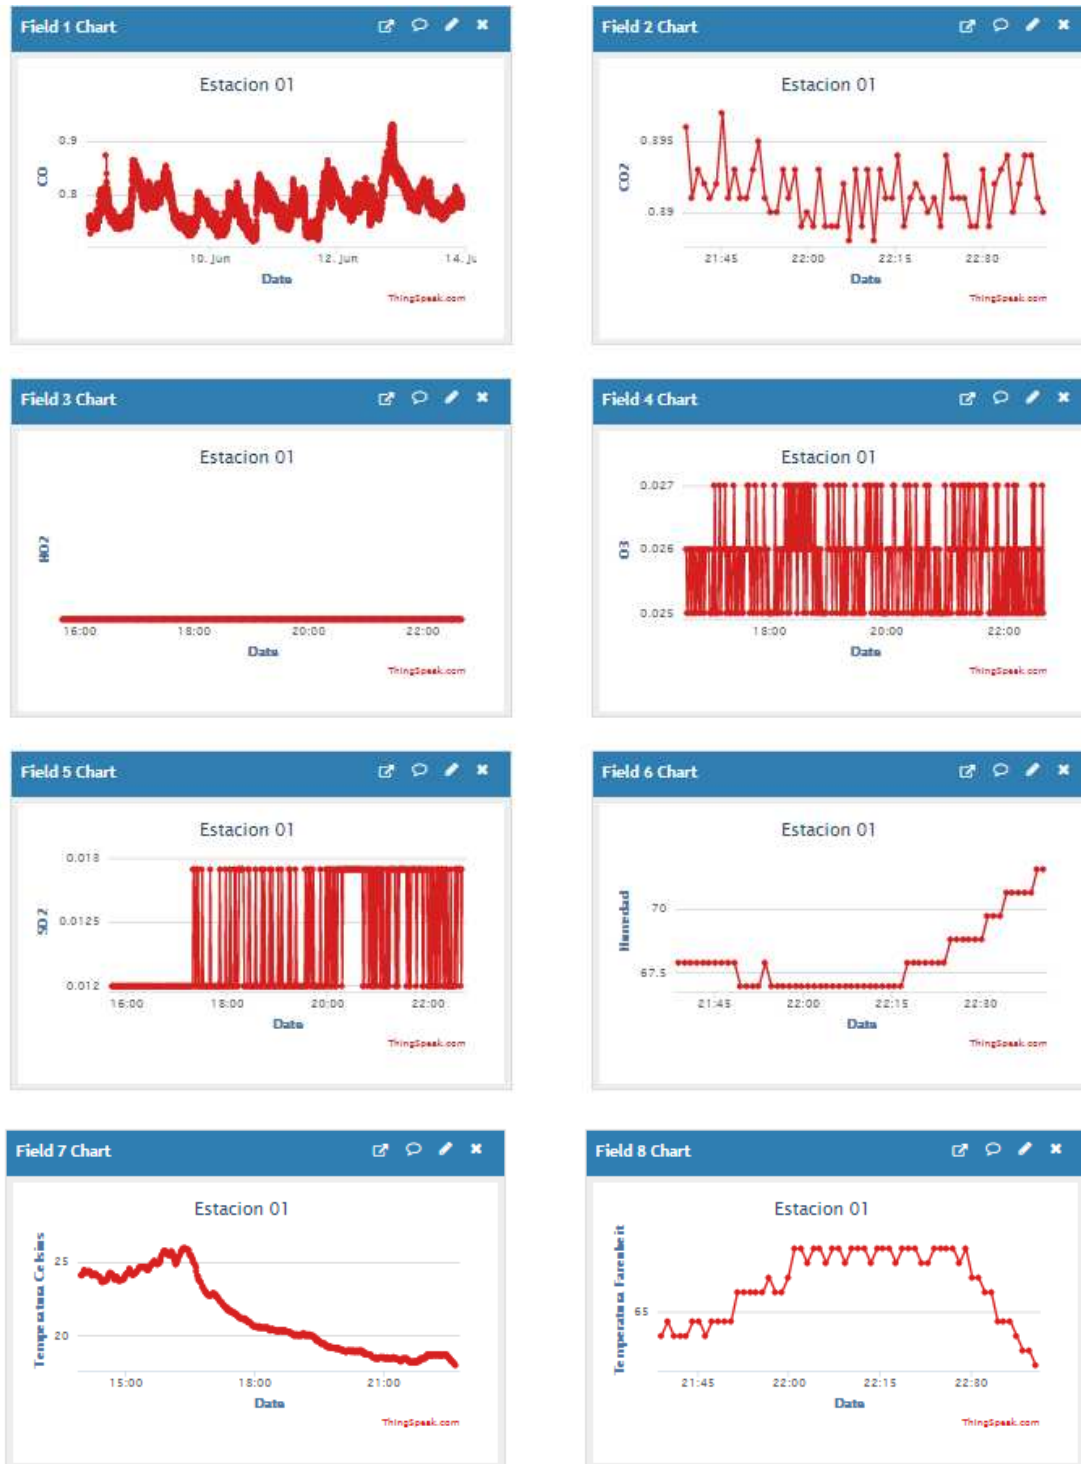 Field 1 Chart
Estacion 01
CO
0.9
0.8
10. Jun
12. Jun
14. Ju
Date
ThingSpeak.com
Field 2 Chart
Estacion 01
CO2
0.895
0.89
21:45
22:00
22:15
22:30
Date
ThingSpeak.com
Field 3 Chart
Estacion 01
16:00
18:00
20:00
22:00
Date
ThingSpeak.com
Field 4 Chart
Estacion 01
O3
0.027
0.026
0.025
18:00
20:00
22:00
Date
ThingSpeak.com
Field 5 Chart
Estacion 01
SO2
0.013
0.0125
0.012
16:00
18:00
20:00
22:00
Date
ThingSpeak.com
Field 6 Chart
Estacion 01
Humedad
70
67.5
21:45
22:00
22:15
22:30
Date
ThingSpeak.com
Field 7 Chart
Estacion 01
Temperatura Celsius
25
20
15:00
18:00
21:00
Date
ThingSpeak.com
Field 8 Chart
Estacion 01
Temperatura Farenheit
65
21:45
22:00
22:15
22:30
Date
ThingSpeak.com